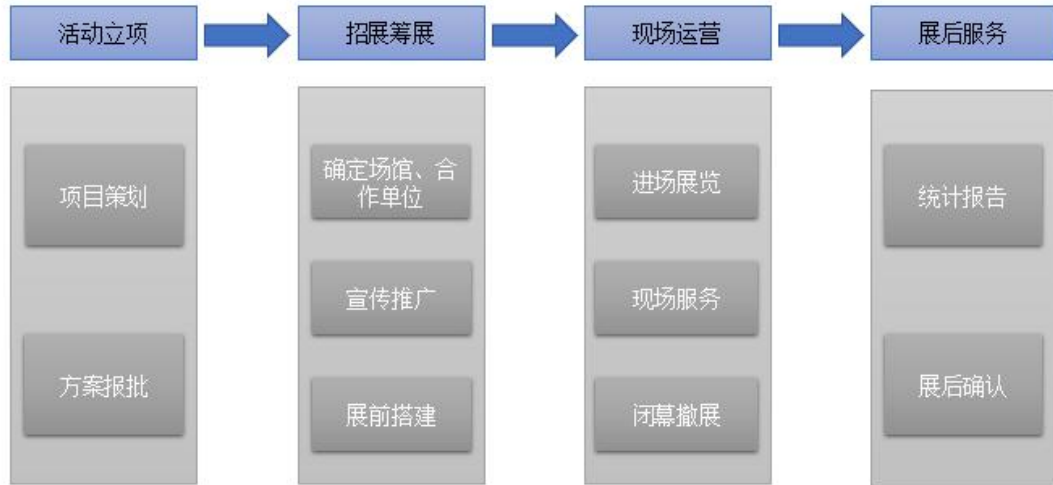 活动立项
招展筹展
现场运营
展后服务
项目策划
方案报批
确定场馆、合
作单位
宣传推广
展前搭建
进场展览
现场服务
闭幕撤展
统计报告
展后确认